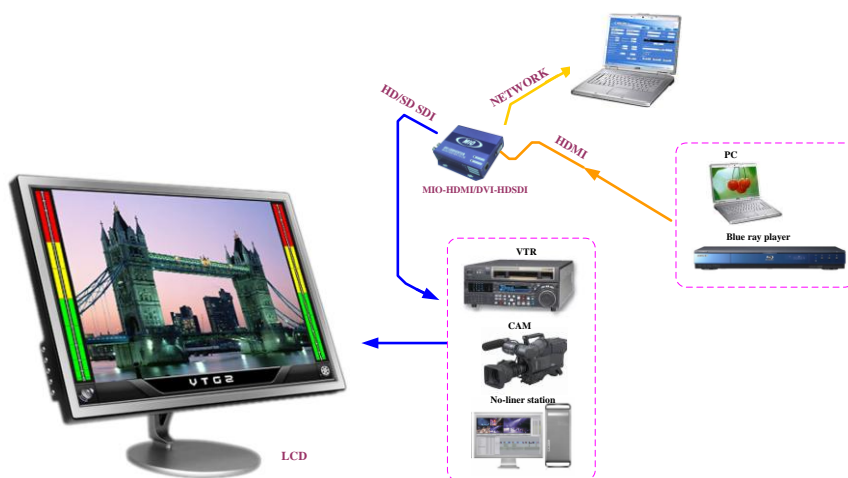 NETWORK
HD/SD SDI
MIO
HDMI
MIO-HDMI/DVI-HDSDI
PC
Blue ray player
VTR
CAM
No-liner station
VTG2
LCD